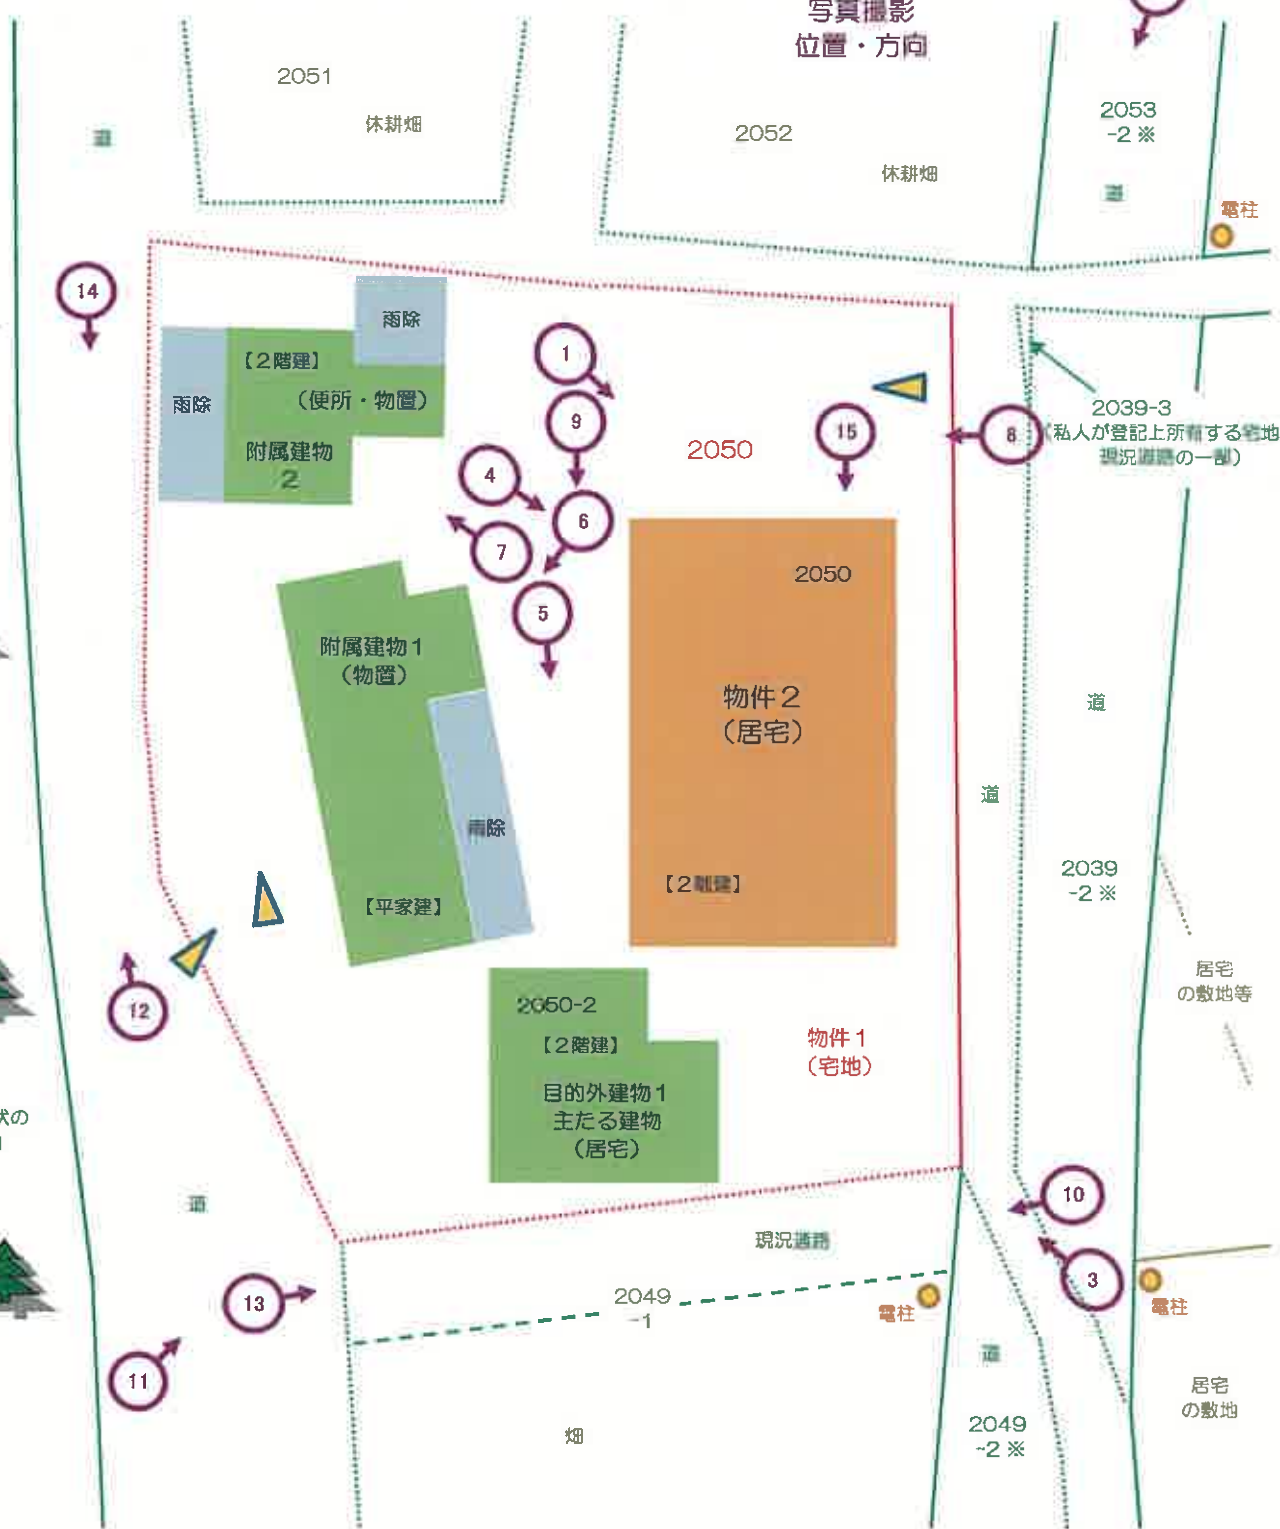 写真撮影
位置・方向
2051
休耕畑
2052
休耕畑
2053
-2 ※
道
道
電柱
14
雨除
【2階建】
(便所・物置)
雨除
附属建物
2
1
9
4
6
7
5
2050
15
8
2039-3
(私人が登記上所有する宅地
現況道路の一部)
2050
附属建物1
(物置)
物件2
(居宅)
道
道
雨除
2039
-2 ※
【2階建】
【平家建】
居宅
の敷地等
12
2050-2
【2階建】
目的外建物1
主たる建物
(居宅)
物件1
(宅地)
状の
道
10
現況通路
3
13
2049
-1
電柱
電柱
11
道
居宅
の敷地
2049
-2 ※
畑